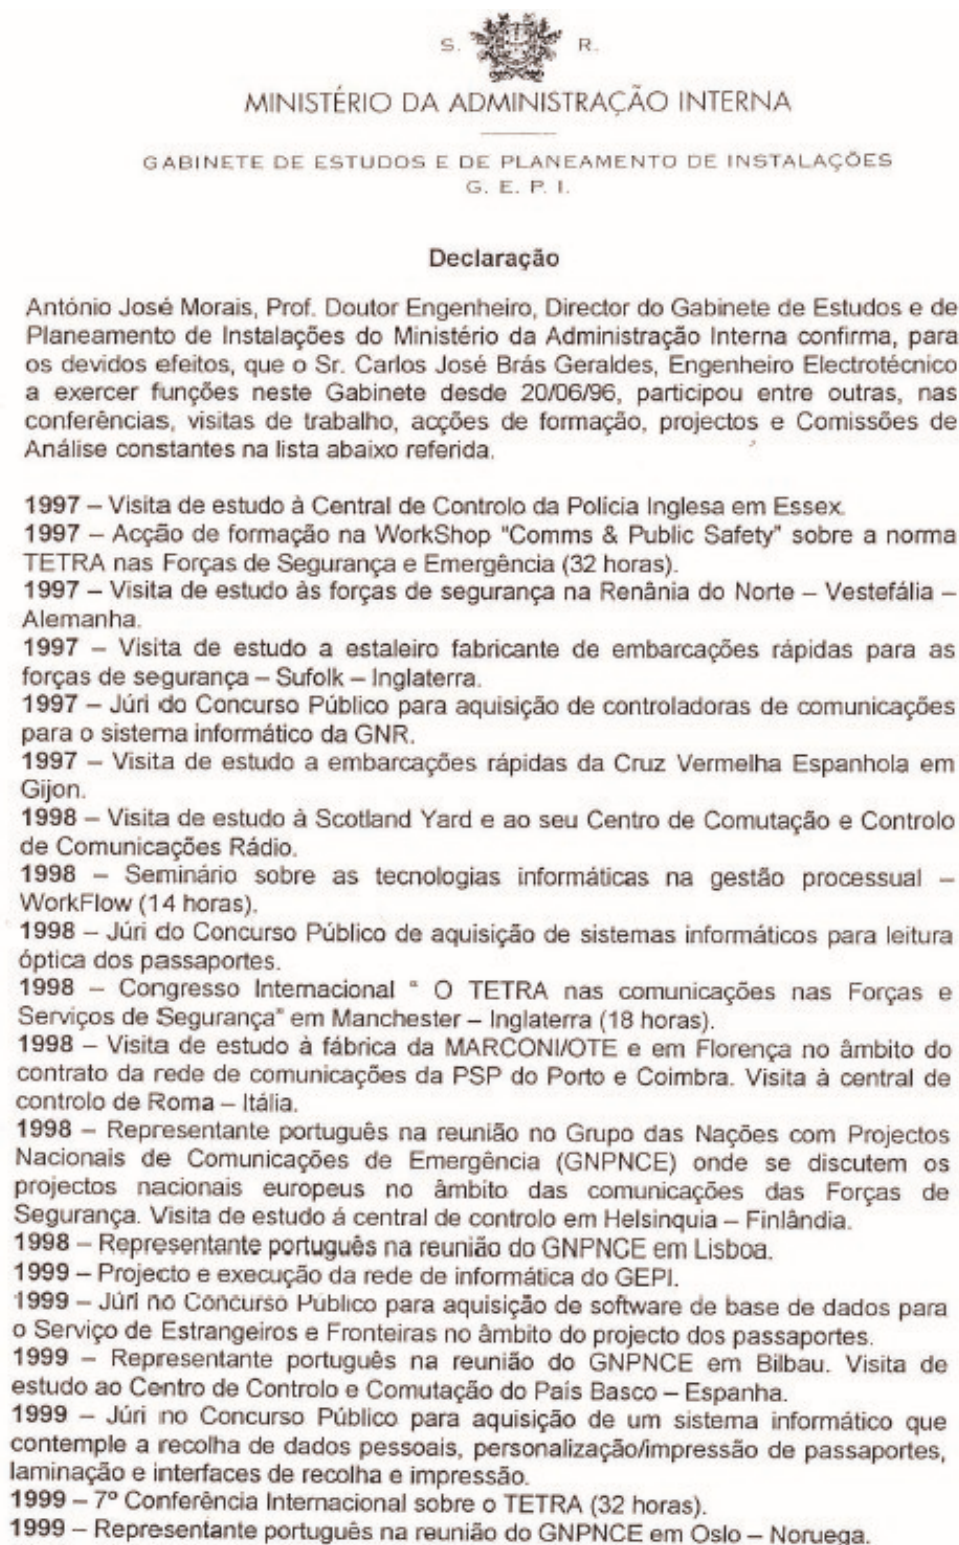 S. R.
MINISTÉRIO DA ADMINISTRAÇÃO INTERNA
GABINETE DE ESTUDOS E DE PLANEAMENTO DE INSTALAÇÕES
G. E. P. I.
Declaração
António José Morais, Prof. Doutor Engenheiro, Director do Gabinete de Estudos e de
Planeamento de Instalações do Ministério da Administração Interna confirma, para
os devidos efeitos, que o Sr. Carlos José Brás Geraldes, Engenheiro Electrotécnico
a exercer funções neste Gabinete desde 20/06/96, participou entre outras, nas
conferências, visitas de trabalho, acções de formação, projectos e Comissões de
Análise constantes na lista abaixo referida.
1997 – Visita de estudo à Central de Controlo da Polícia Inglesa em Essex.
1997 – Acção de formação na WorkShop "Comms & Public Safety" sobre a norma
TETRA nas Forças de Segurança e Emergência (32 horas).
1997 – Visita de estudo às forças de segurança na Renânia do Norte – Vestefália –
Alemanha.
1997 – Visita de estudo a estaleiro fabricante de embarcações rápidas para as
forças de segurança – Sufolk – Inglaterra.
1997 – Júri do Concurso Público para aquisição de controladoras de comunicações
para o sistema informático da GNR.
1997 – Visita de estudo a embarcações rápidas da Cruz Vermelha Espanhola em
Gijon.
1998 – Visita de estudo à Scotland Yard e ao seu Centro de Comutação e Controlo
de Comunicações Rádio.
1998 – Seminário sobre as tecnologias informáticas na gestão processual –
WorkFlow (14 horas).
1998 – Júri do Concurso Público de aquisição de sistemas informáticos para leitura
óptica dos passaportes.
1998 – Congresso Internacional " O TETRA nas comunicações nas Forças e
Serviços de Segurança" em Manchester – Inglaterra (18 horas).
1998 – Visita de estudo à fábrica da MARCONI/OTE e em Florença no âmbito do
contrato da rede de comunicações da PSP do Porto e Coimbra. Visita à central de
controlo de Roma – Itália.
1998 – Representante português na reunião no Grupo das Nações com Projectos
Nacionais de Comunicações de Emergência (GNPNCE) onde se discutem os
projectos nacionais europeus no âmbito das comunicações das Forças de
Segurança. Visita de estudo á central de controlo em Helsinquia – Finlândia.
1998 – Representante português na reunião do GNPNCE em Lisboa.
1999 – Projecto e execução da rede de informática do GEPI.
1999 – Júri no Concurso Público para aquisição de software de base de dados para
o Serviço de Estrangeiros e Fronteiras no âmbito do projecto dos passaportes.
1999 – Representante português na reunião do GNPNCE em Bilbau. Visita de
estudo ao Centro de Controlo e Comutação do País Basco – Espanha.
1999 – Júri no Concurso Público para aquisição de um sistema informático que
contemple a recolha de dados pessoais, personalização/impressão de passaportes,
laminação e interfaces de recolha e impressão.
1999 – 7º Conferência Internacional sobre o TETRA (32 horas).
1999 – Representante português na reunião do GNPNCE em Oslo – Noruega.